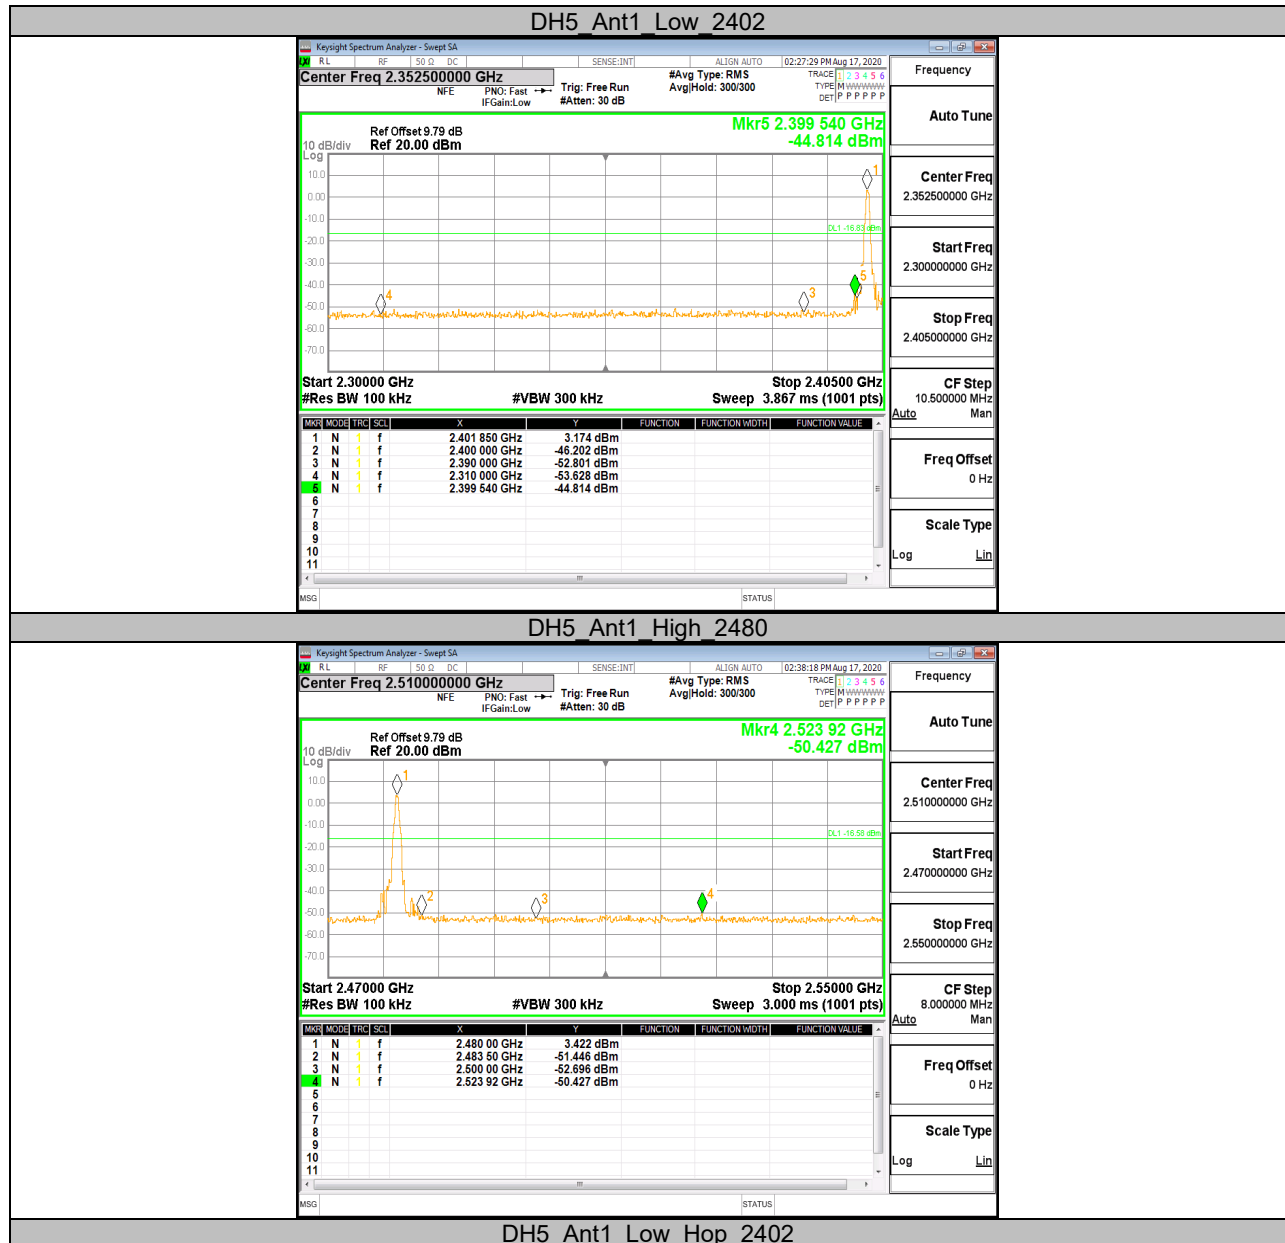 DH5_Ant1_Low_2402
Keysight Spectrum Analyzer - Swept SA
LXI RL RF 50 Ω DC SENSE:INT ALIGN AUTO 02:27:29 PM Aug 17, 2020
Center Freq 2.352500000 GHz
NFE PNO: Fast IFGain:Low
Trig: Free Run
#Atten: 30 dB
#Avg Type: RMS
Avg|Hold: 300/300
TRACE 1 2 3 4 5 6
TYPE M WWWWW
DET P P P P P P
Mkr5 2.399 540 GHz
-44.814 dBm
Ref Offset 9.79 dB
10 dB/div Ref 20.00 dBm
Log
10.0
0.00
-10.0
-20.0
-30.0
-40.0
-50.0
-60.0
-70.0
DL1 -16.83 dBm
1
5
4
3
Start 2.30000 GHz Stop 2.40500 GHz
#Res BW 100 kHz #VBW 300 kHz Sweep 3.867 ms (1001 pts)
MKR MODE TRC SCL X Y FUNCTION FUNCTION WIDTH FUNCTION VALUE
1 N 1 f 2.401 850 GHz 3.174 dBm
2 N 1 f 2.400 000 GHz -46.202 dBm
3 N 1 f 2.390 000 GHz -52.801 dBm
4 N 1 f 2.310 000 GHz -53.628 dBm
5 N 1 f 2.399 540 GHz -44.814 dBm
6
7
8
9
10
11
MSG STATUS
Frequency
Auto Tune
Center Freq
2.352500000 GHz
Start Freq
2.300000000 GHz
Stop Freq
2.405000000 GHz
CF Step
10.500000 MHz
Auto Man
Freq Offset
0 Hz
Scale Type
Log Lin
DH5_Ant1_High_2480
Keysight Spectrum Analyzer - Swept SA
LXI RL RF 50 Ω DC SENSE:INT ALIGN AUTO 02:38:18 PM Aug 17, 2020
Center Freq 2.510000000 GHz
NFE PNO: Fast IFGain:Low
Trig: Free Run
#Atten: 30 dB
#Avg Type: RMS
Avg|Hold: 300/300
TRACE 1 2 3 4 5 6
TYPE M WWWWW
DET P P P P P P
Mkr4 2.523 92 GHz
-50.427 dBm
Ref Offset 9.79 dB
10 dB/div Ref 20.00 dBm
Log
10.0
0.00
-10.0
-20.0
-30.0
-40.0
-50.0
-60.0
-70.0
DL1 -16.58 dBm
1
2
3
4
Start 2.47000 GHz Stop 2.55000 GHz
#Res BW 100 kHz #VBW 300 kHz Sweep 3.000 ms (1001 pts)
MKR MODE TRC SCL X Y FUNCTION FUNCTION WIDTH FUNCTION VALUE
1 N 1 f 2.480 00 GHz 3.422 dBm
2 N 1 f 2.483 50 GHz -51.446 dBm
3 N 1 f 2.500 00 GHz -52.696 dBm
4 N 1 f 2.523 92 GHz -50.427 dBm
5
6
7
8
9
10
11
MSG STATUS
Frequency
Auto Tune
Center Freq
2.510000000 GHz
Start Freq
2.470000000 GHz
Stop Freq
2.550000000 GHz
CF Step
8.000000 MHz
Auto Man
Freq Offset
0 Hz
Scale Type
Log Lin
DH5_Ant1_Low_Hop_2402